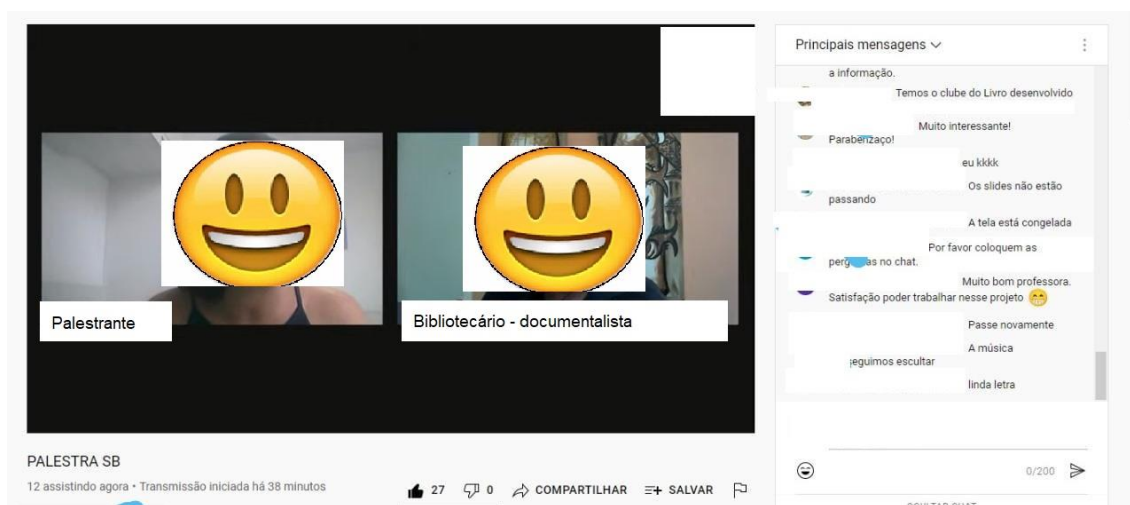 Palestrante
Bibliotecário - documentalista
PALESTRA SB
12 assistindo agora • Transmissão iniciada há 38 minutos
27 0 COMPARTILHAR SALVAR
Principais mensagens
a informação.
Temos o clube do Livro desenvolvido
Muito interessante!
Parabenzaço!
eu kkkk
Os slides não estão
passando
A tela está congelada
Por favor coloquem as
no chat.
Muito bom professora.
Satisfação poder trabalhar nesse projeto 😁
Passe novamente
A música
seguimos escultar
linda letra
0/200